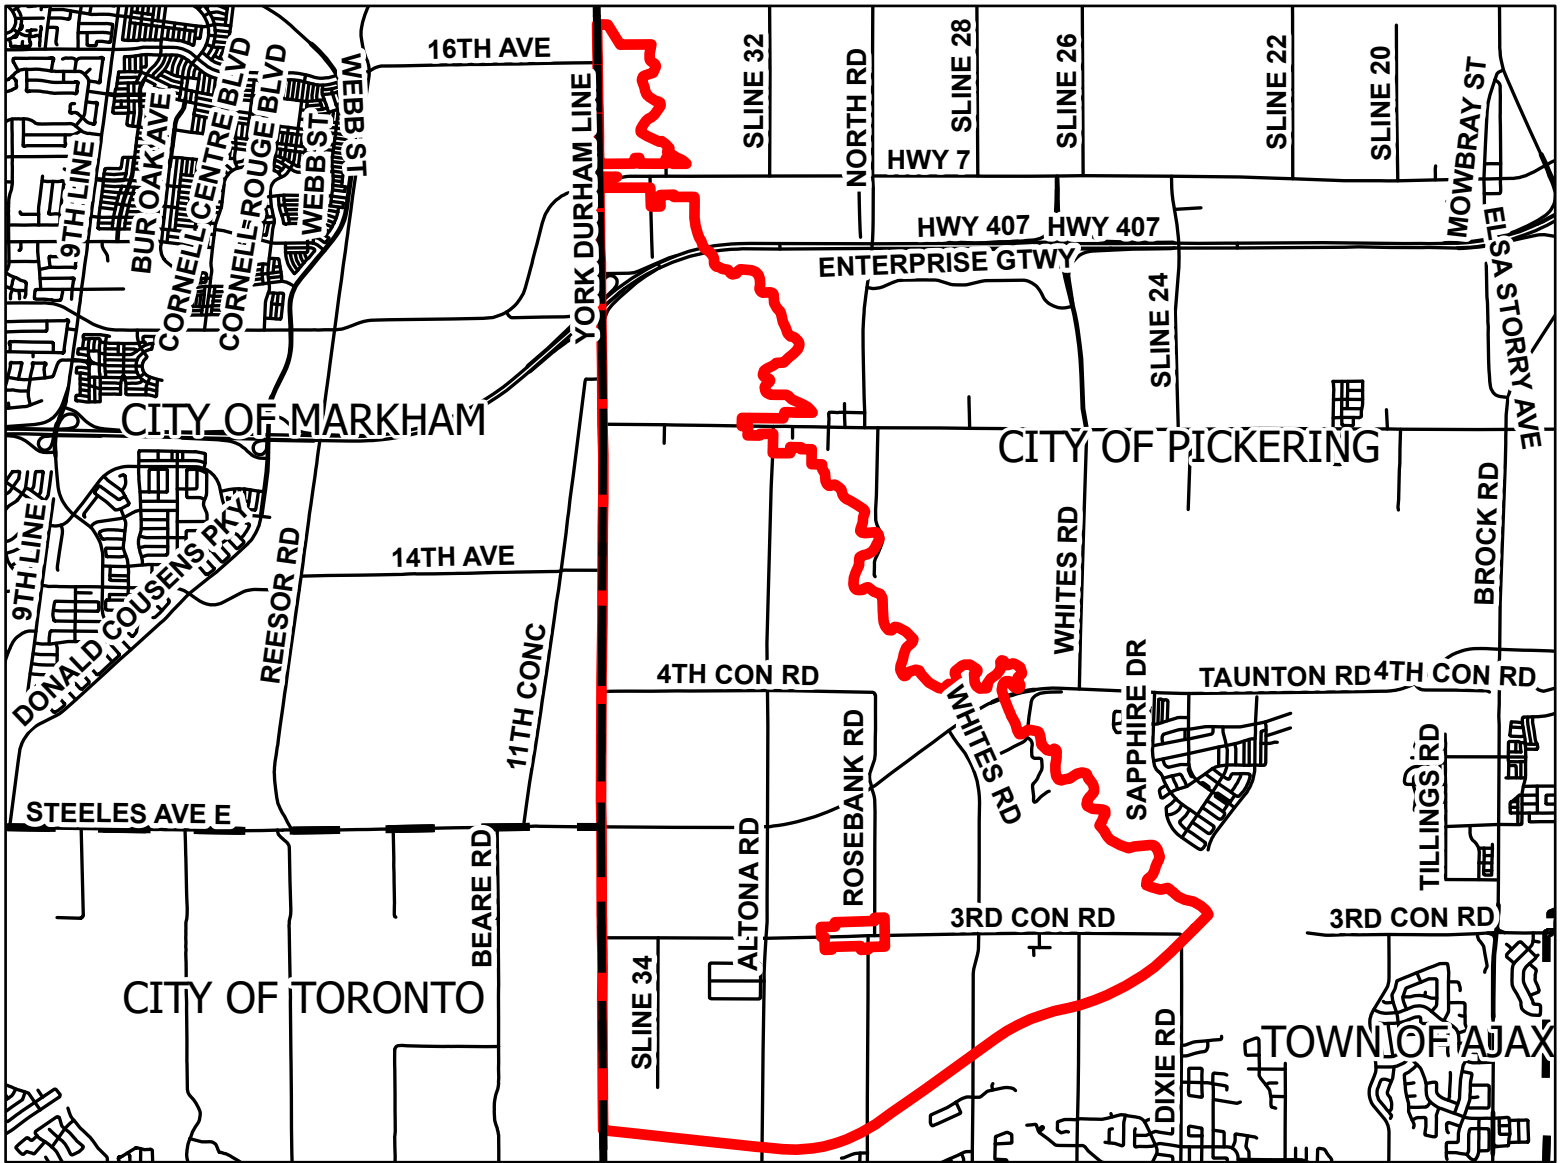 16TH AVE
SLINE 32
NORTH RD
SLINE 28
SLINE 26
SLINE 22
SLINE 20
MOWBRAY ST
WEBB ST
CORNELL CENTRE BLVD
CORNELL ROUGE BLVD
BUR OAK AVE
WEBB ST
9TH LINE
YORK DURHAM LINE
HWY 7
HWY 407
HWY 407
ENTERPRISE GTWY
ELSA STORRY AVE
SLINE 24
CITY OF MARKHAM
CITY OF PICKERING
9TH LINE
DONALD COUSENS PKY
REESOR RD
14TH AVE
11TH CONC
WHITES RD
BROCK RD
4TH CON RD
TAUNTON RD
4TH CON RD
SAPPHIRE DR
WHITES RD
ROSEBANK RD
TILLINGS RD
STEELES AVE E
BEARE RD
ALTONA RD
3RD CON RD
3RD CON RD
CITY OF TORONTO
SLINE 34
DIXIE RD
TOWN OF AJAX